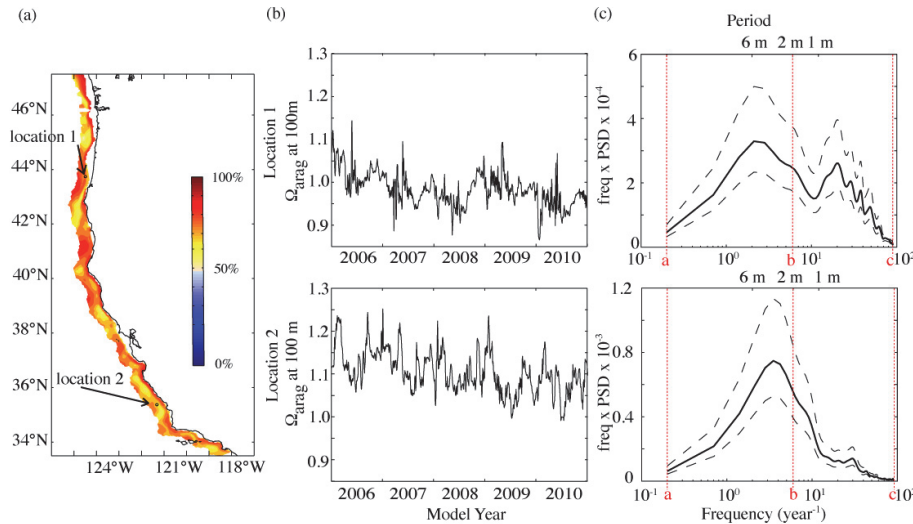 (a)
(b)
(c)
Period
6 m 2 m 1 m
46°N
44°N
42°N
40°N
38°N
36°N
34°N
124°W 121°W 118°W
location 1
location 2
100%
50%
0%
Location 1
Ωarag at 100m
1.3
1.2
1.1
1.0
0.9
2006 2007 2008 2009 2010
freq x PSD x 10-4
6
4
2
0
10-1 100 101 102
a b c
Location 2
Ωarag at 100 m
1.3
1.2
1.1
1.0
0.9
2006 2007 2008 2009 2010
Model Year
6 m 2 m 1 m
freq x PSD x 10-3
1.2
0.8
0.4
0
10-1 100 101 102
a b c
Frequency (year-1)